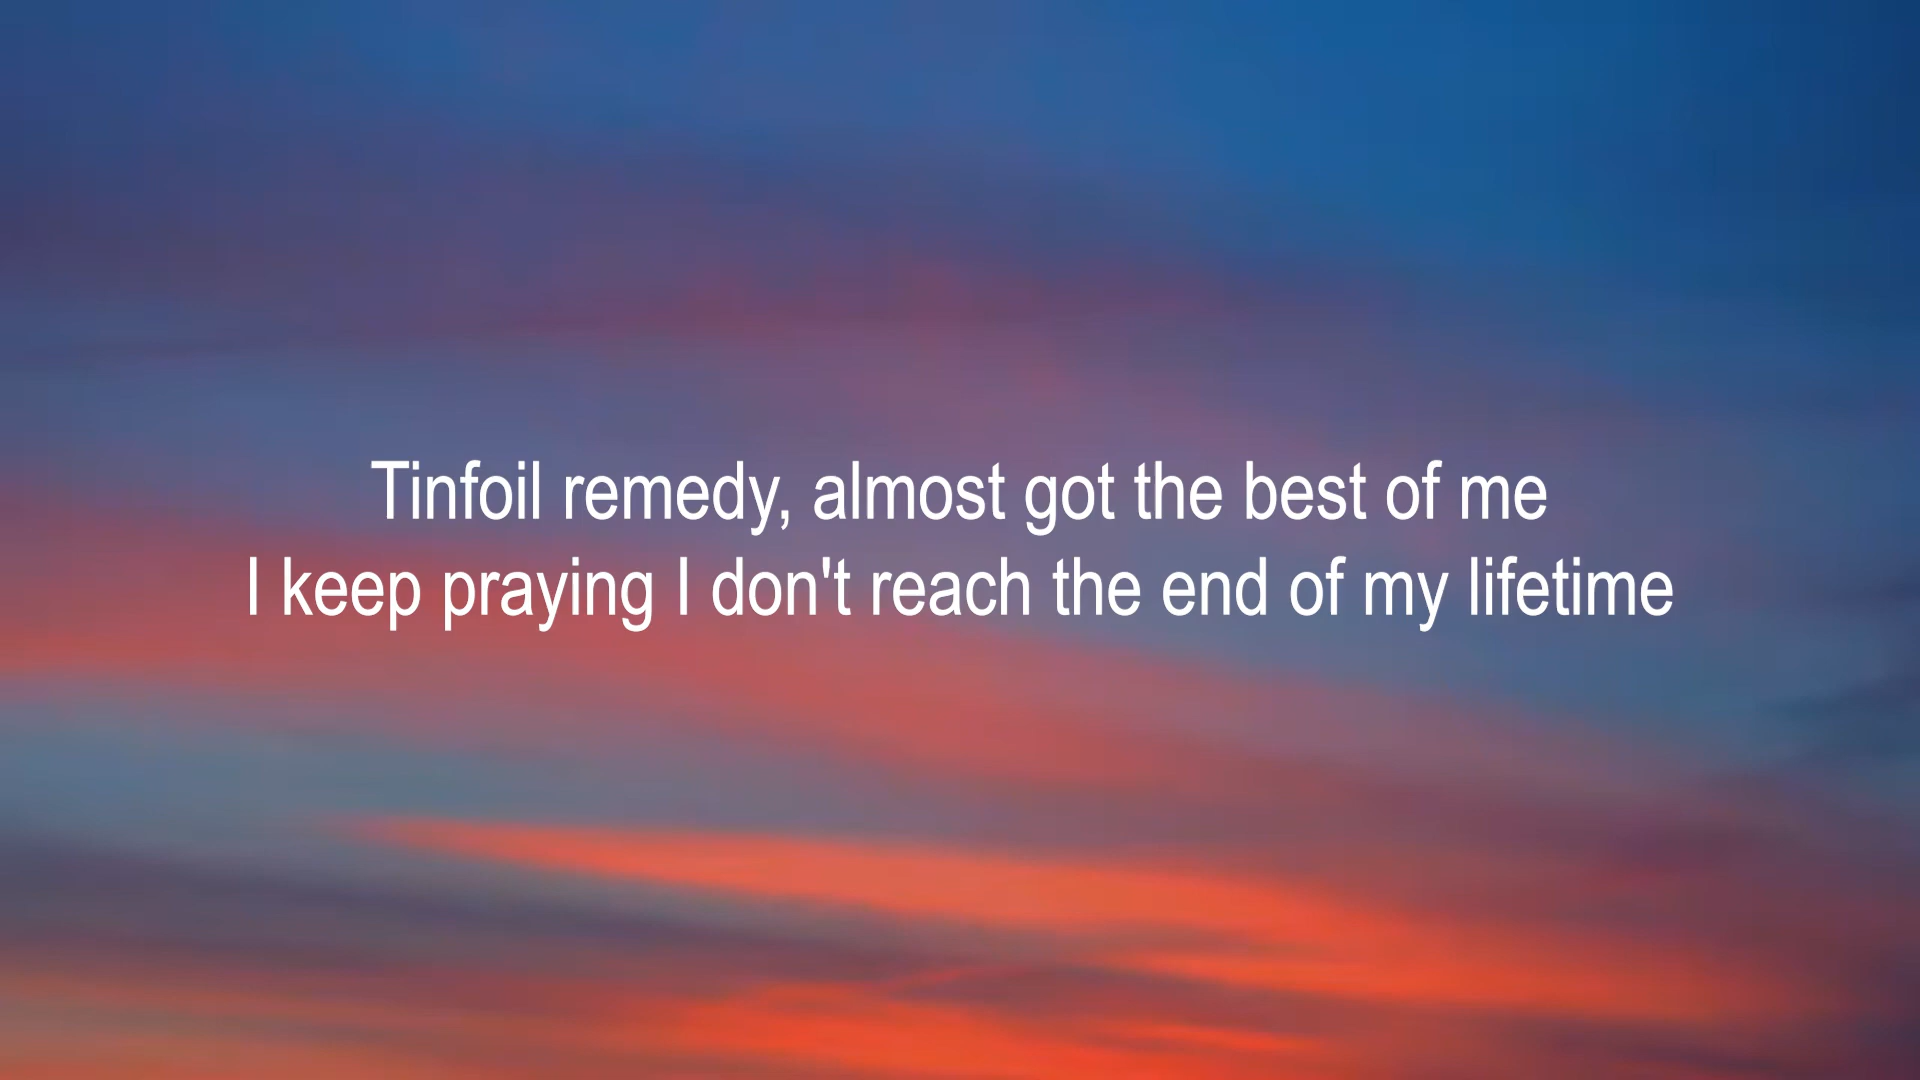 Tinfoil remedy, almost got the best of me
I keep praying I don't reach the end of my lifetime